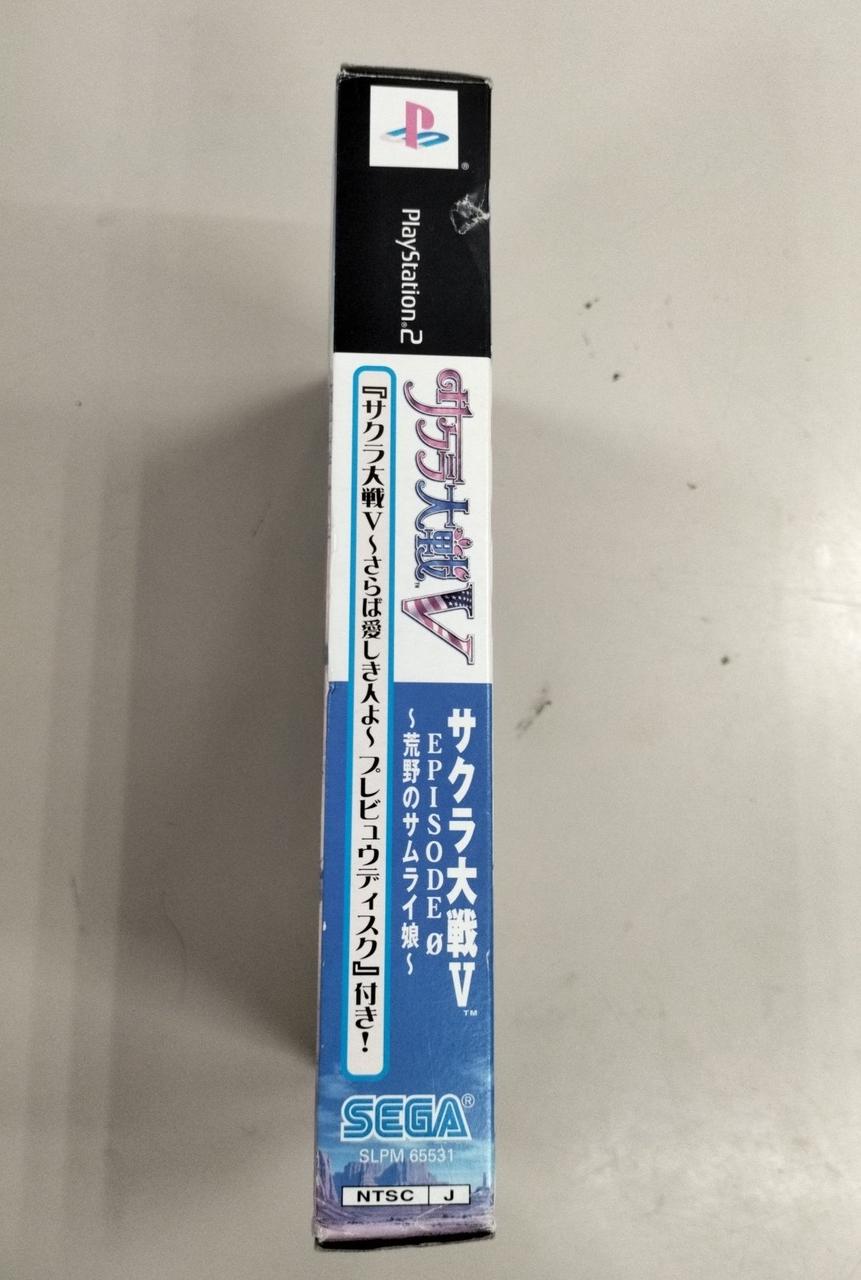 PlayStation®2
サクラ大戦V
『サクラ大戦V～さらば愛しき人よ～ プレビュウディスク』付き!
サクラ大戦V™
EPISODE Ø
～荒野のサムライ娘～
SEGA®
SLPM 65531
NTSC J